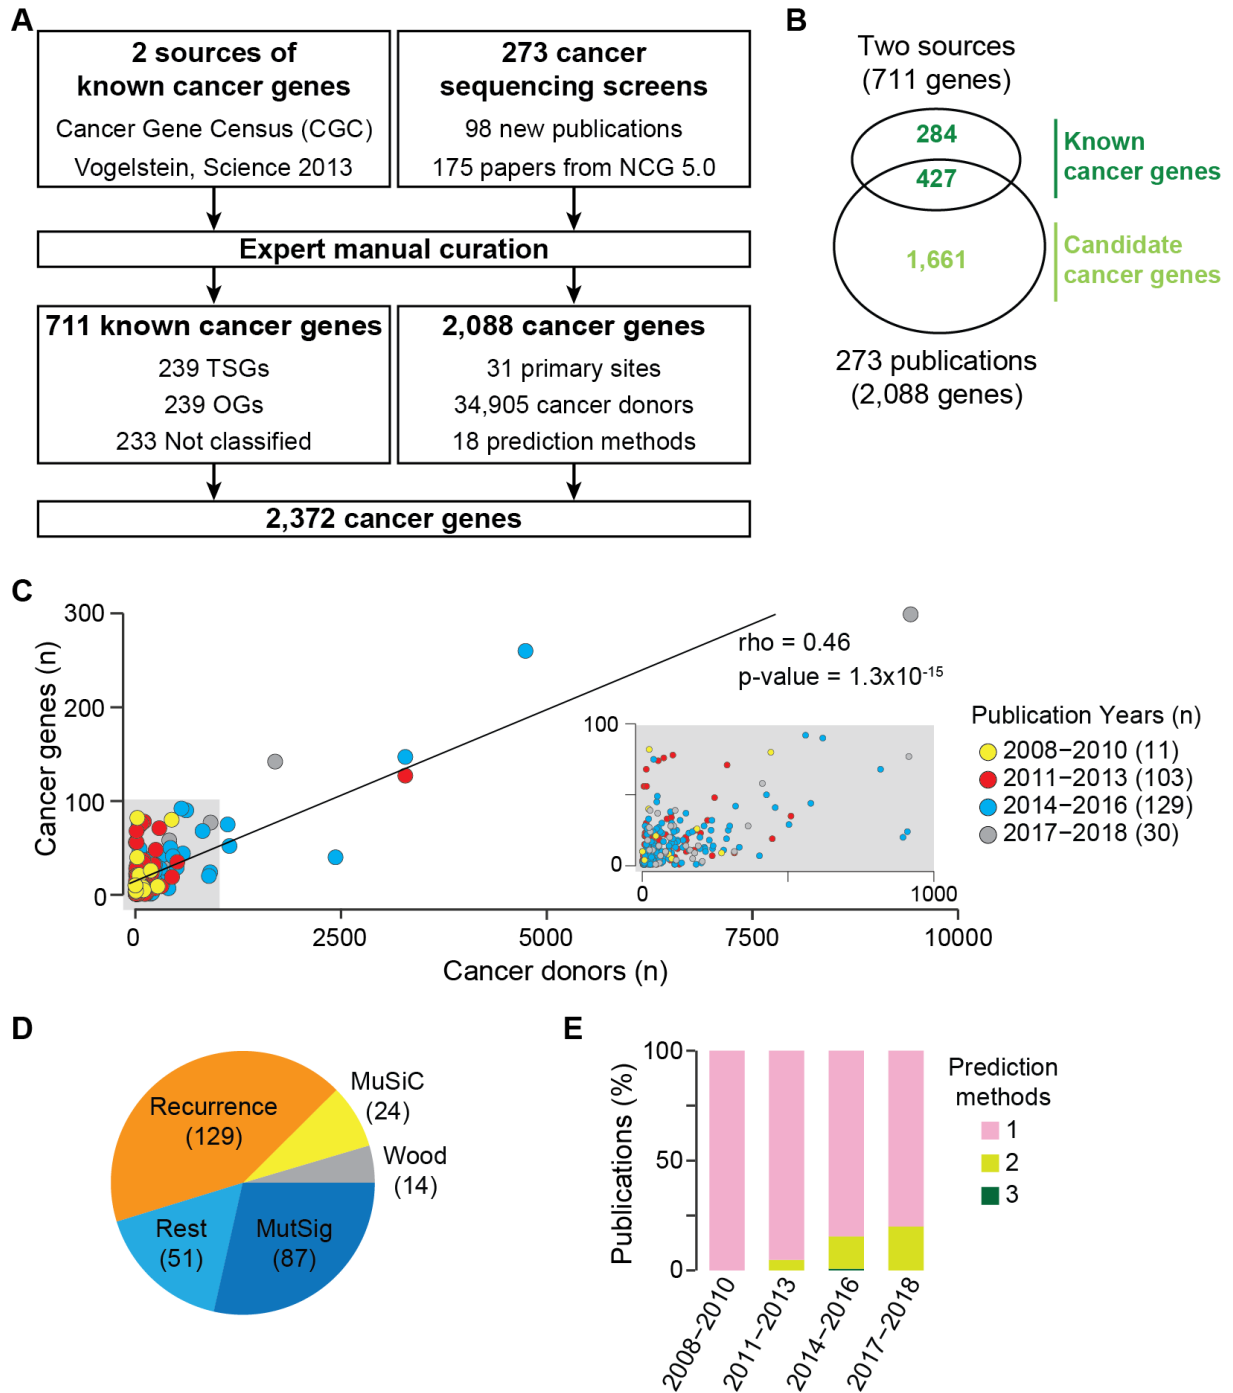 A
2 sources of
known cancer genes
Cancer Gene Census (CGC)
Vogelstein, Science 2013
273 cancer
sequencing screens
98 new publications
175 papers from NCG 5.0
Expert manual curation
711 known cancer genes
239 TSGs
239 OGs
233 Not classified
2,088 cancer genes
31 primary sites
34,905 cancer donors
18 prediction methods
2,372 cancer genes
B
Two sources
(711 genes)
284
427
1,661
Known
cancer genes
Candidate
cancer genes
273 publications
(2,088 genes)
C
Cancer genes (n)
300
200
100
0
rho = 0.46
p-value = 1.3x10-15
100
0
0
1000
0
2500
5000
7500
10000
Cancer donors (n)
Publication Years (n)
2008−2010 (11)
2011−2013 (103)
2014−2016 (129)
2017−2018 (30)
D
Recurrence
(129)
MuSiC
(24)
Wood
(14)
Rest
(51)
MutSig
(87)
E
Publications (%)
100
50
0
2008−2010
2011−2013
2014−2016
2017−2018
Prediction
methods
1
2
3